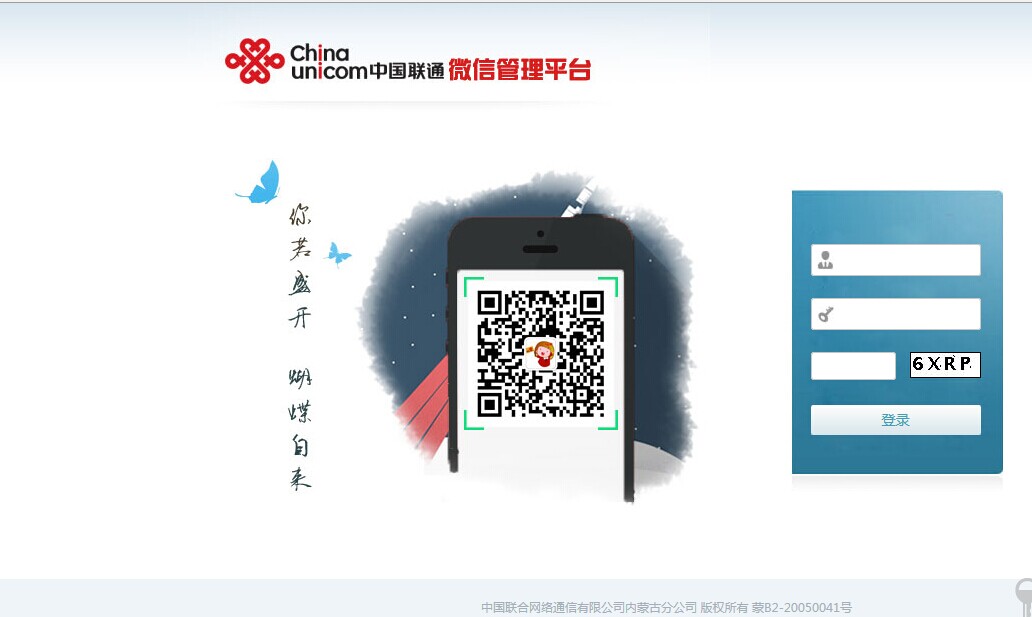 China
unicom中国联通 微信管理平台
你若盛开 蝴蝶自来
6XRP
登录
中国联合网络通信有限公司内蒙古分公司 版权所有 蒙B2-20050041号